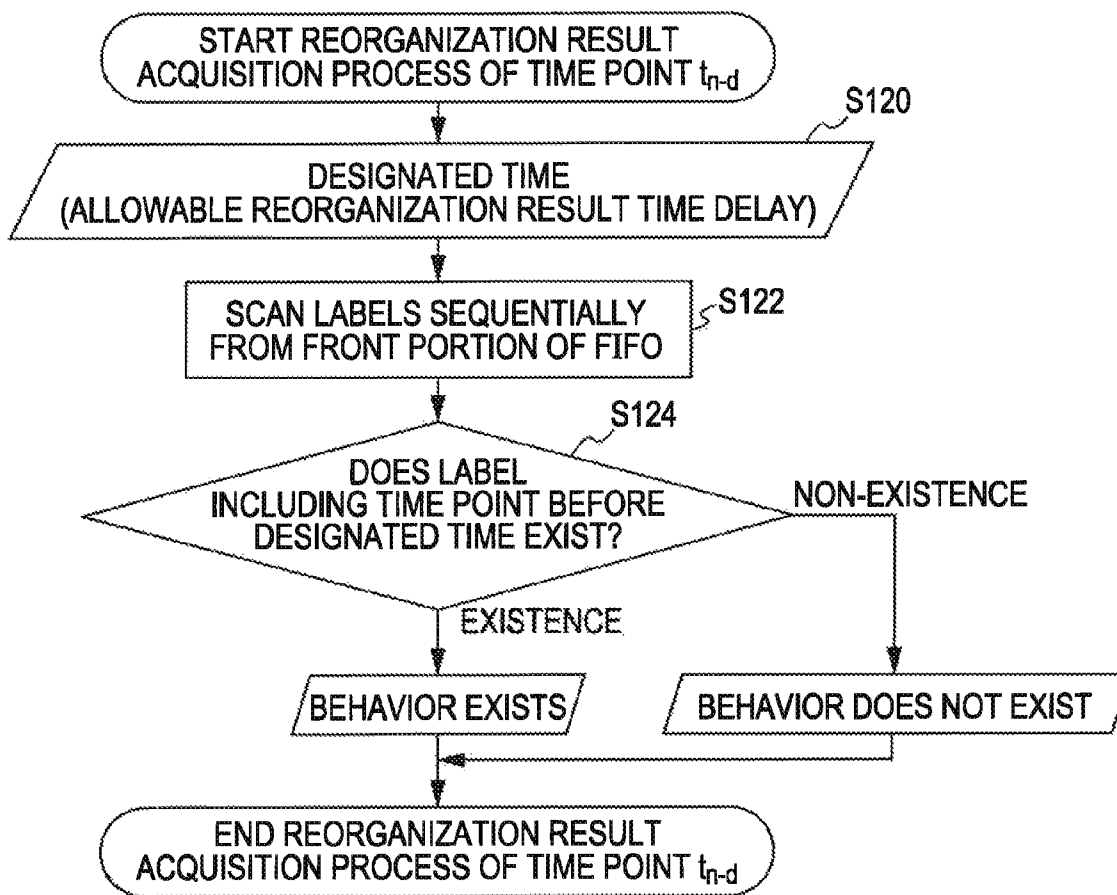 START REORGANIZATION RESULT
ACQUISITION PROCESS OF TIME POINT tn-d
S120
DESIGNATED TIME
(ALLOWABLE REORGANIZATION RESULT TIME DELAY)
SCAN LABELS SEQUENTIALLY
FROM FRONT PORTION OF FIFO
S122
S124
DOES LABEL
INCLUDING TIME POINT BEFORE
DESIGNATED TIME EXIST?
NON-EXISTENCE
EXISTENCE
BEHAVIOR EXISTS
BEHAVIOR DOES NOT EXIST
END REORGANIZATION RESULT
ACQUISITION PROCESS OF TIME POINT tn-d